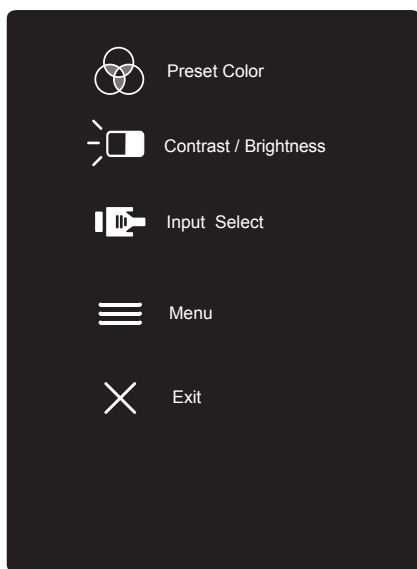 Preset Color
Contrast / Brightness
Input Select
Menu
Exit